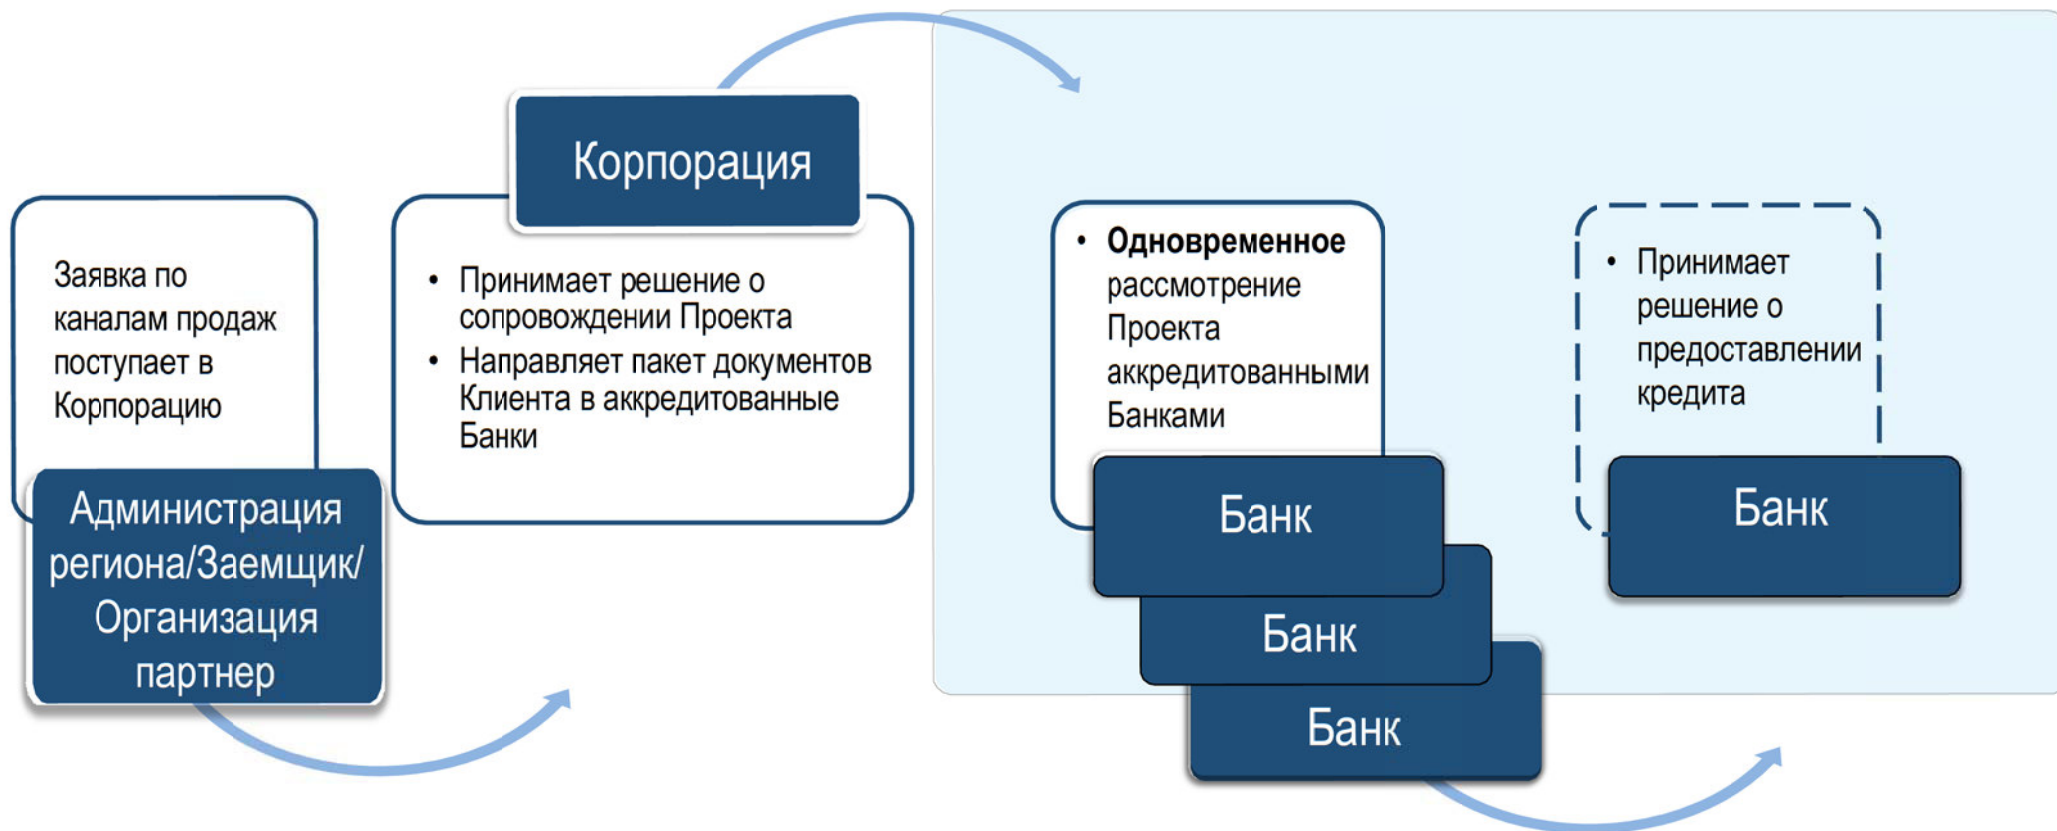 Заявка по
каналам продаж
поступает в
Корпорацию
Администрация
региона/Заемщик/
Организация
партнер
Корпорация
• Принимает решение о
сопровождении Проекта
• Направляет пакет документов
Клиента в аккредитованные
Банки
• Одновременное
рассмотрение
Проекта
аккредитованными
Банками
Банк
Банк
Банк
• Принимает
решение о
предоставлении
кредита
Банк